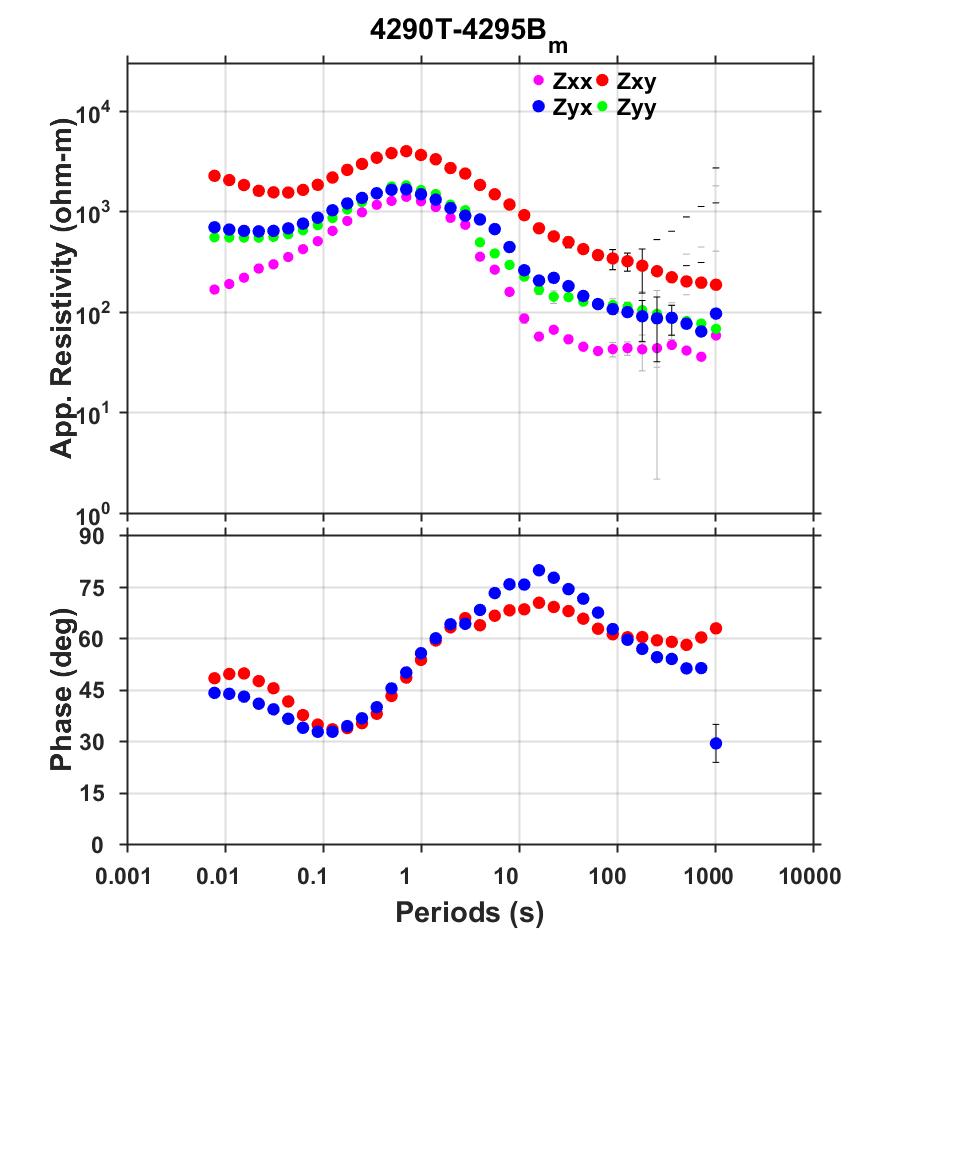 4290T-4295Bm
Zxx Zxy
Zyx Zyy
App. Resistivity (ohm-m)
10^4
10^3
10^2
10^1
10^0
Phase (deg)
90
75
60
45
30
15
0
0.001 0.01 0.1 1 10 100 1000 10000
Periods (s)